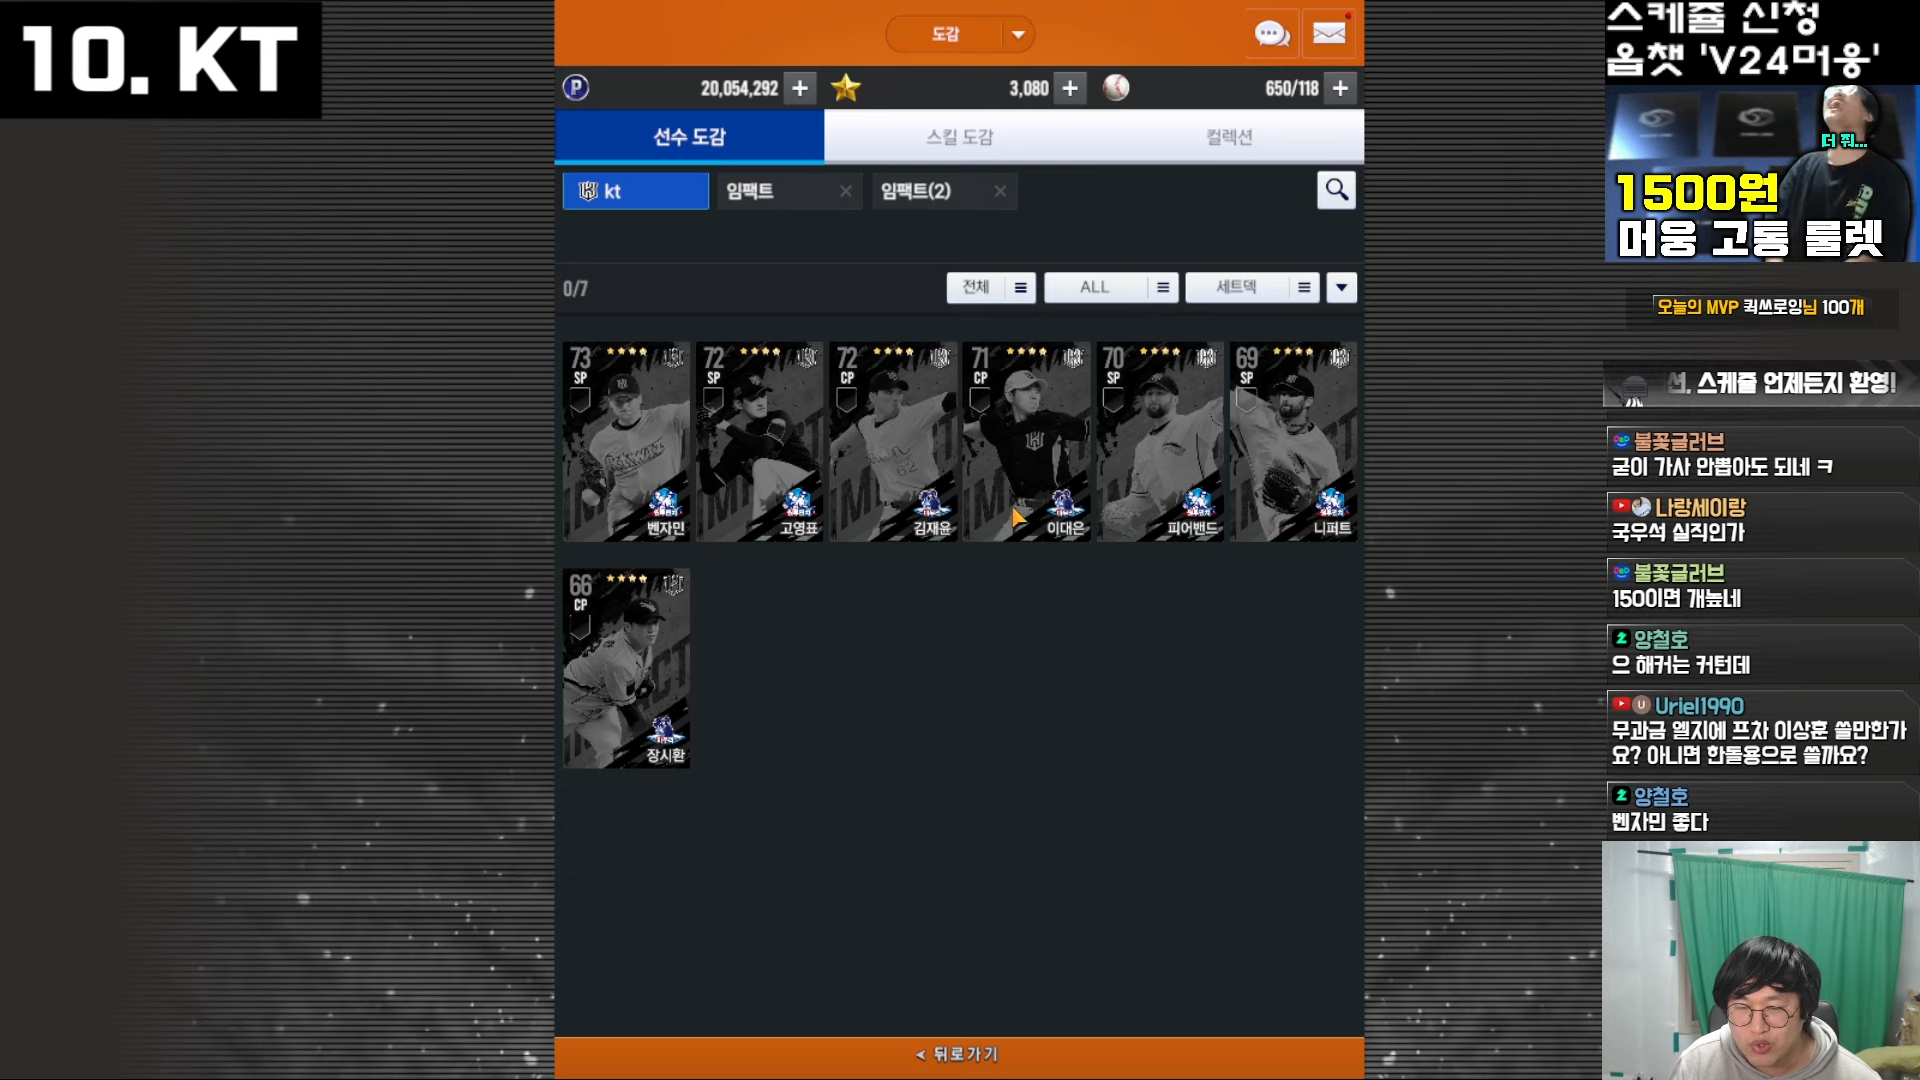 10. KT
도감
20,054,292
3,080
650/118
선수 도감
스킬 도감
컬렉션
kt
임팩트
임팩트(2)
0/7
전체
ALL
세트덱
73
SP
벤자민
72
SP
고영표
72
CP
김재윤
71
CP
이대은
70
SP
피어밴드
69
SP
니퍼트
66
CP
장시환
뒤로가기
스케쥴 신청
옵챗 'V24머웅'
더 줘...
1500원
머웅 고통 룰렛
오늘의 MVP 퀵쓰로잉님 100개
스케줄 언제든지 환영!
불꽃글러브
굳이 가사 안뽑아도 되네 ㅋ
나랑세이랑
국우석 실직인가
불꽃글러브
150이면 개높네
양철호
으 해커는 커턴데
Uriel1990
무과금 엘지에 프차 이상훈 쓸만한가
요? 아니면 한돌용으로 쓸까요?
양철호
벤자민 좋다